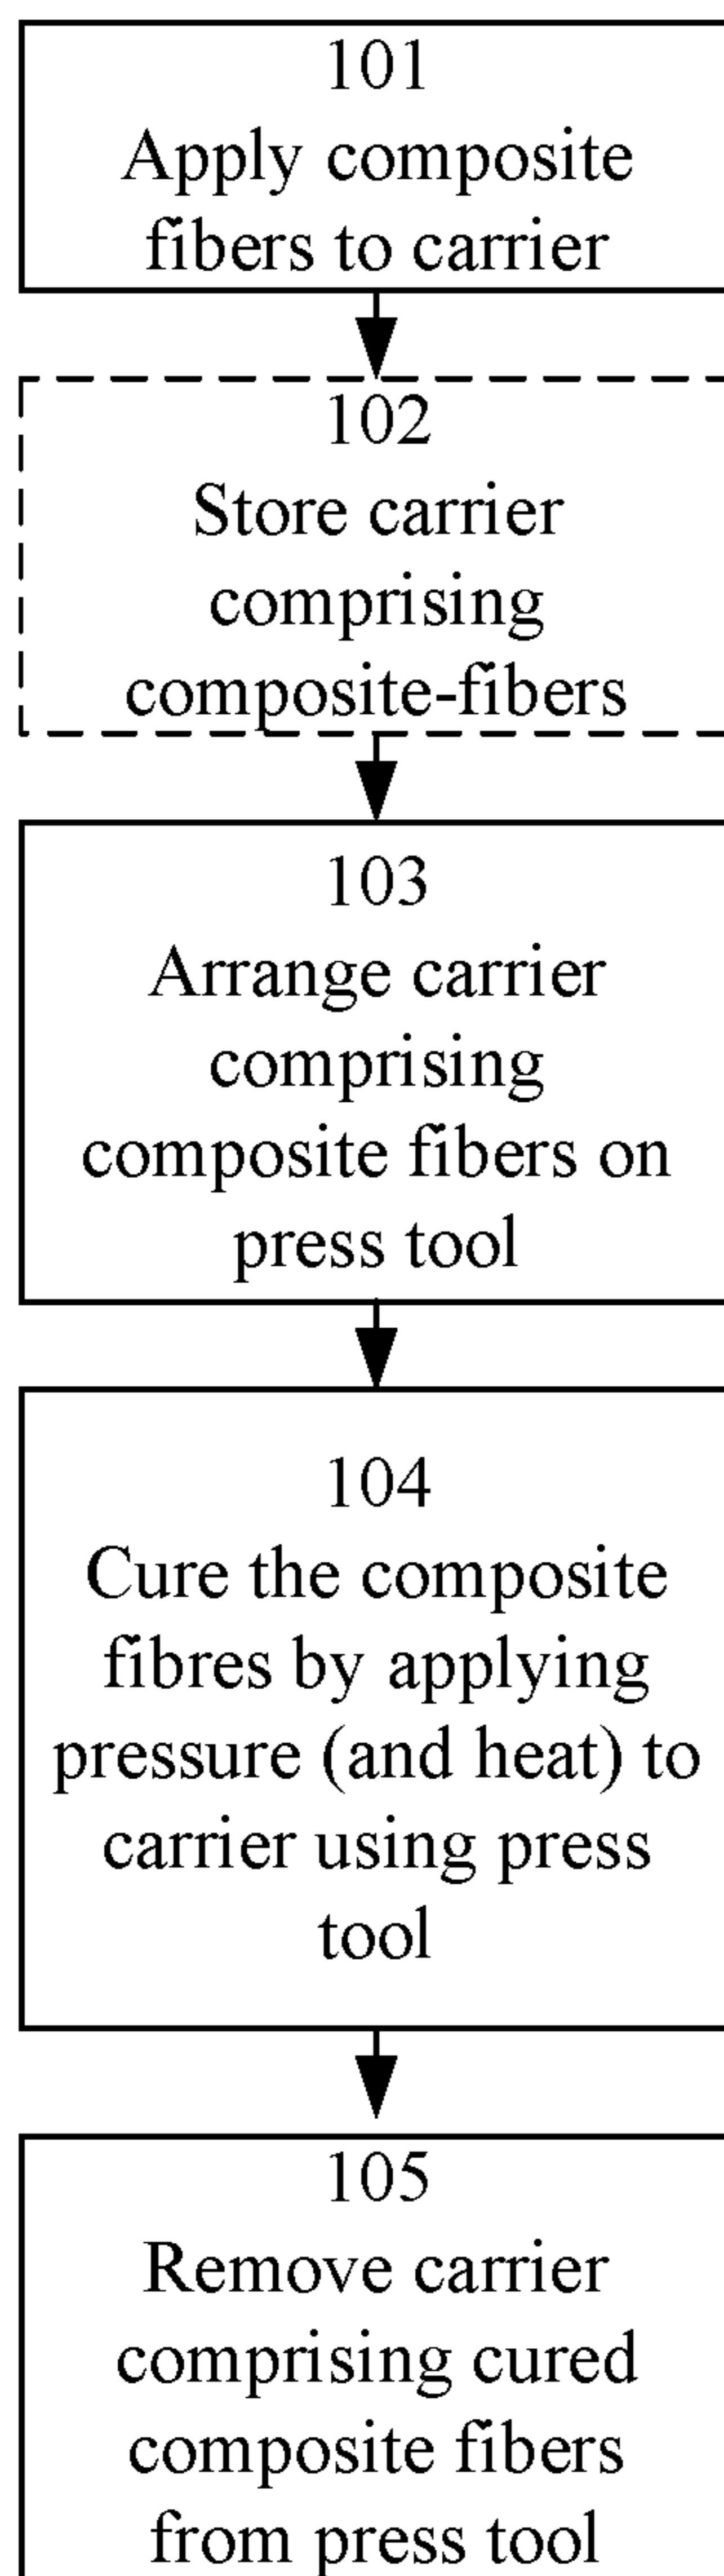 101
Apply composite
fibers to carrier
102
Store carrier
comprising
composite-fibers
103
Arrange carrier
comprising
composite fibers on
press tool
104
Cure the composite
fibres by applying
pressure (and heat) to
carrier using press
tool
105
Remove carrier
comprising cured
composite fibers
from press tool